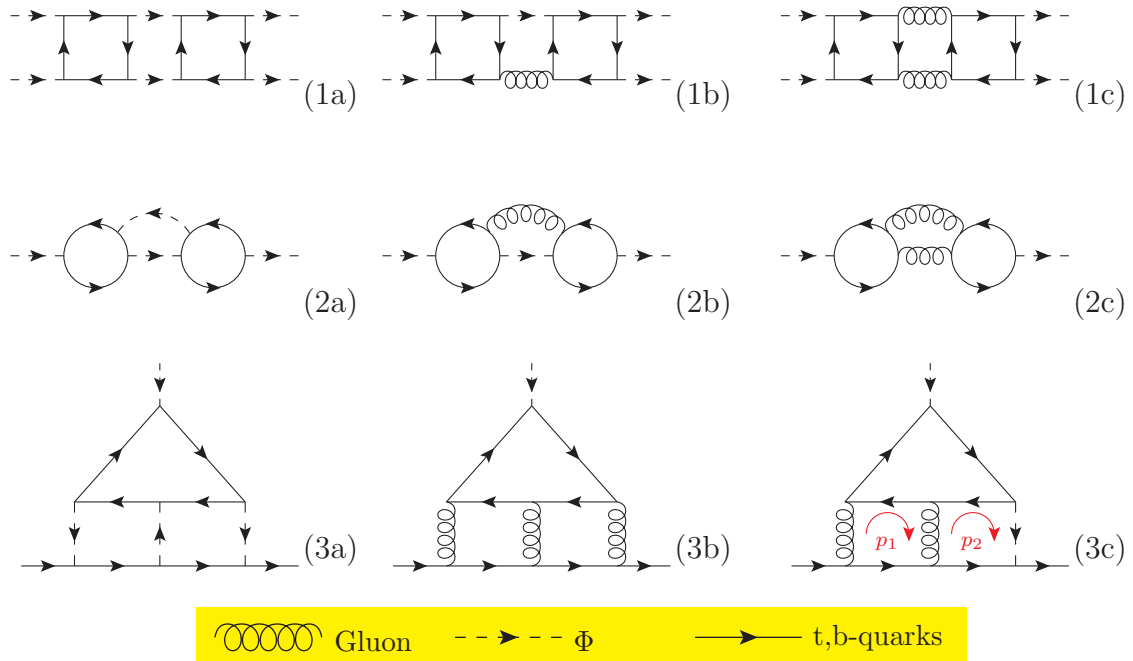 (1a) (1b) (1c)
(2a) (2b) (2c)
p₁ p₂
(3a) (3b) (3c)
Gluon Φ t,b-quarks